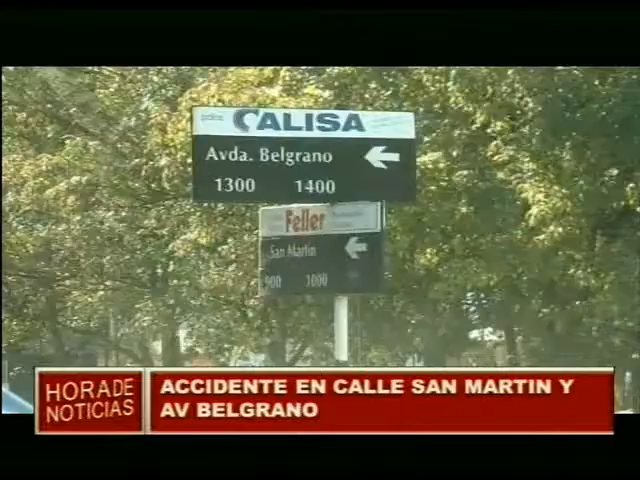 CALISA
Avda. Belgrano
1300 1400
Feller
San Martin
900 1000
HORA DE
NOTICIAS
ACCIDENTE EN CALLE SAN MARTIN Y
AV BELGRANO